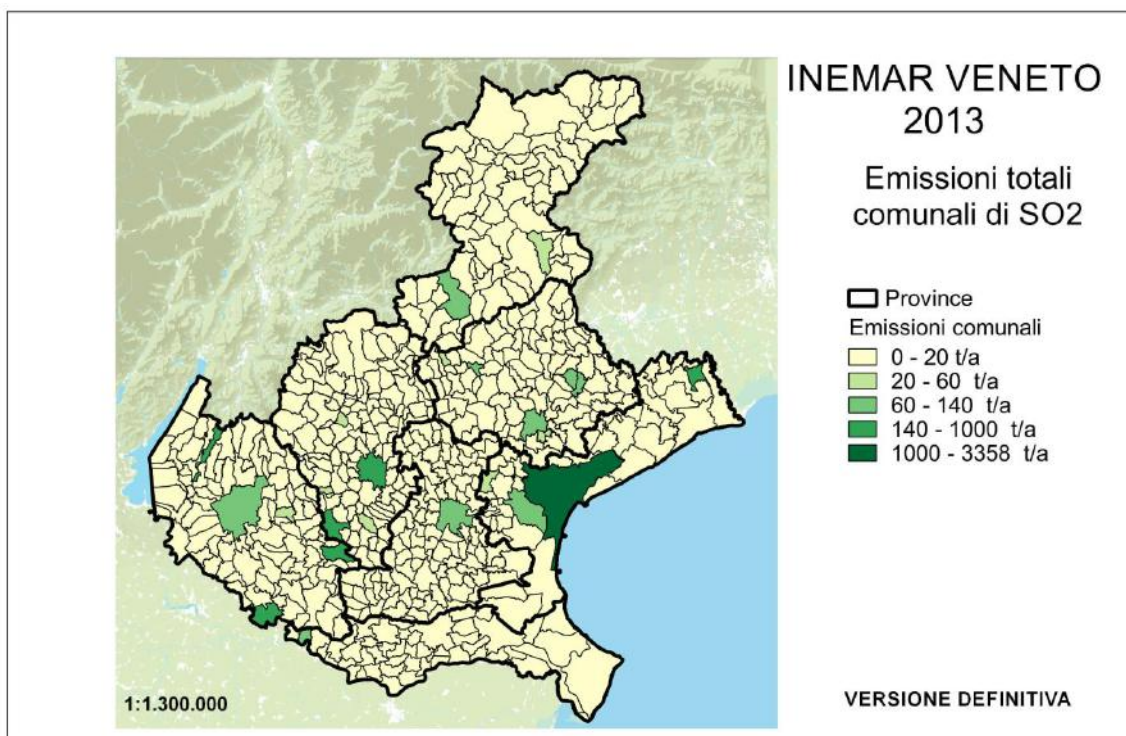 INEMAR VENETO
2013
Emissioni totali
comunali di SO2
Province
Emissioni comunali
0 - 20 t/a
20 - 60 t/a
60 - 140 t/a
140 - 1000 t/a
1000 - 3358 t/a
1:1.300.000
VERSIONE DEFINITIVA